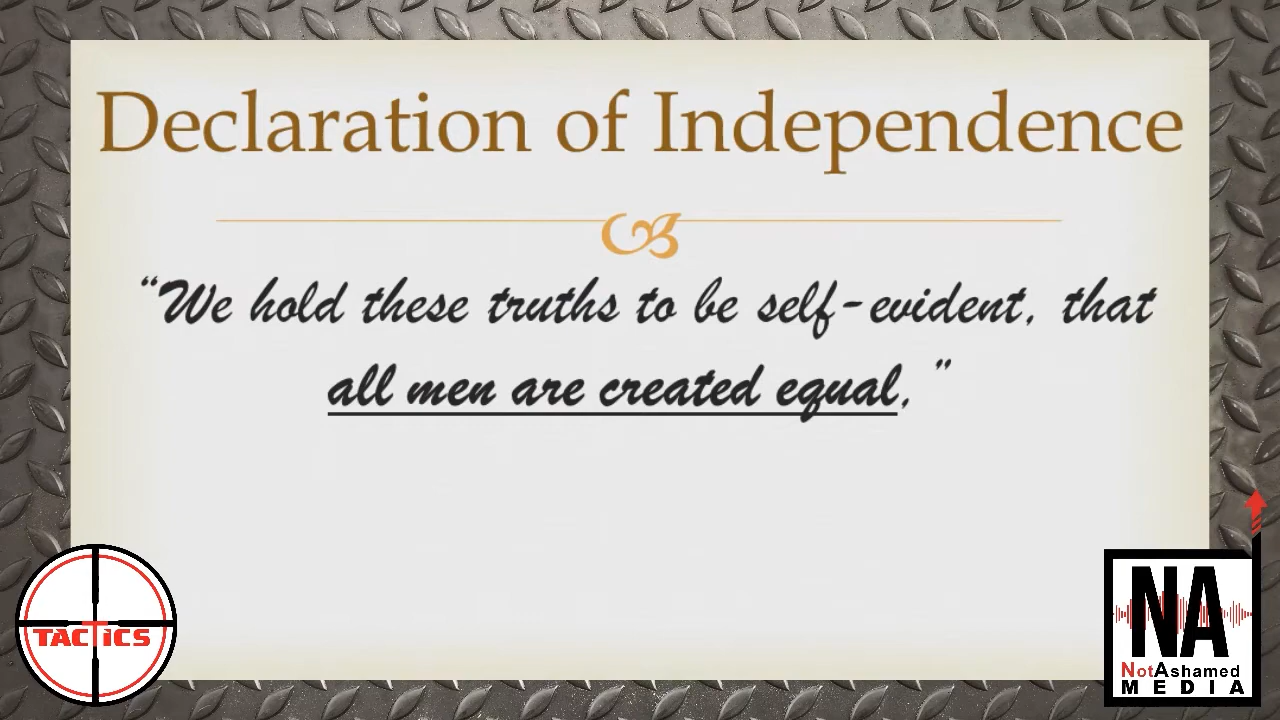 Declaration of Independence
“We hold these truths to be self-evident, that
all men are created equal,”
TACTICS
NA
NotAshamed
MEDIA